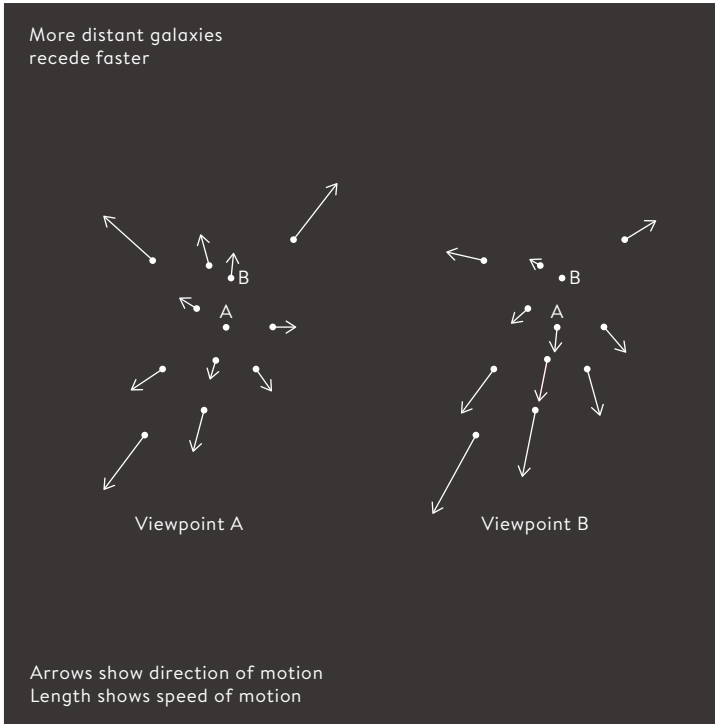 More distant galaxies
recede faster
B
A
B
A
Viewpoint A
Viewpoint B
Arrows show direction of motion
Length shows speed of motion